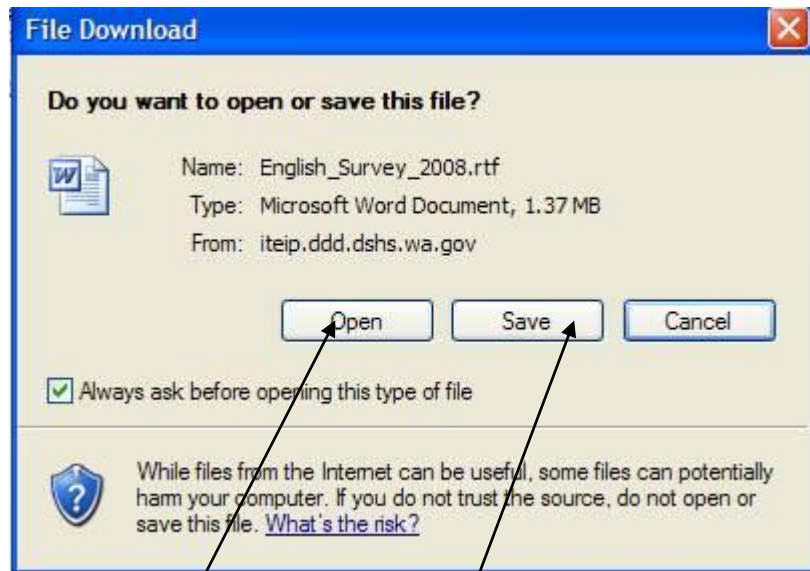 File Download
Do you want to open or save this file?
Name: English_Survey_2008.rtf
Type: Microsoft Word Document, 1.37 MB
From: iteip.ddd.dshs.wa.gov
Open Save Cancel
Always ask before opening this type of file
While files from the Internet can be useful, some files can potentially
harm your computer. If you do not trust the source, do not open or
save this file. What's the risk?